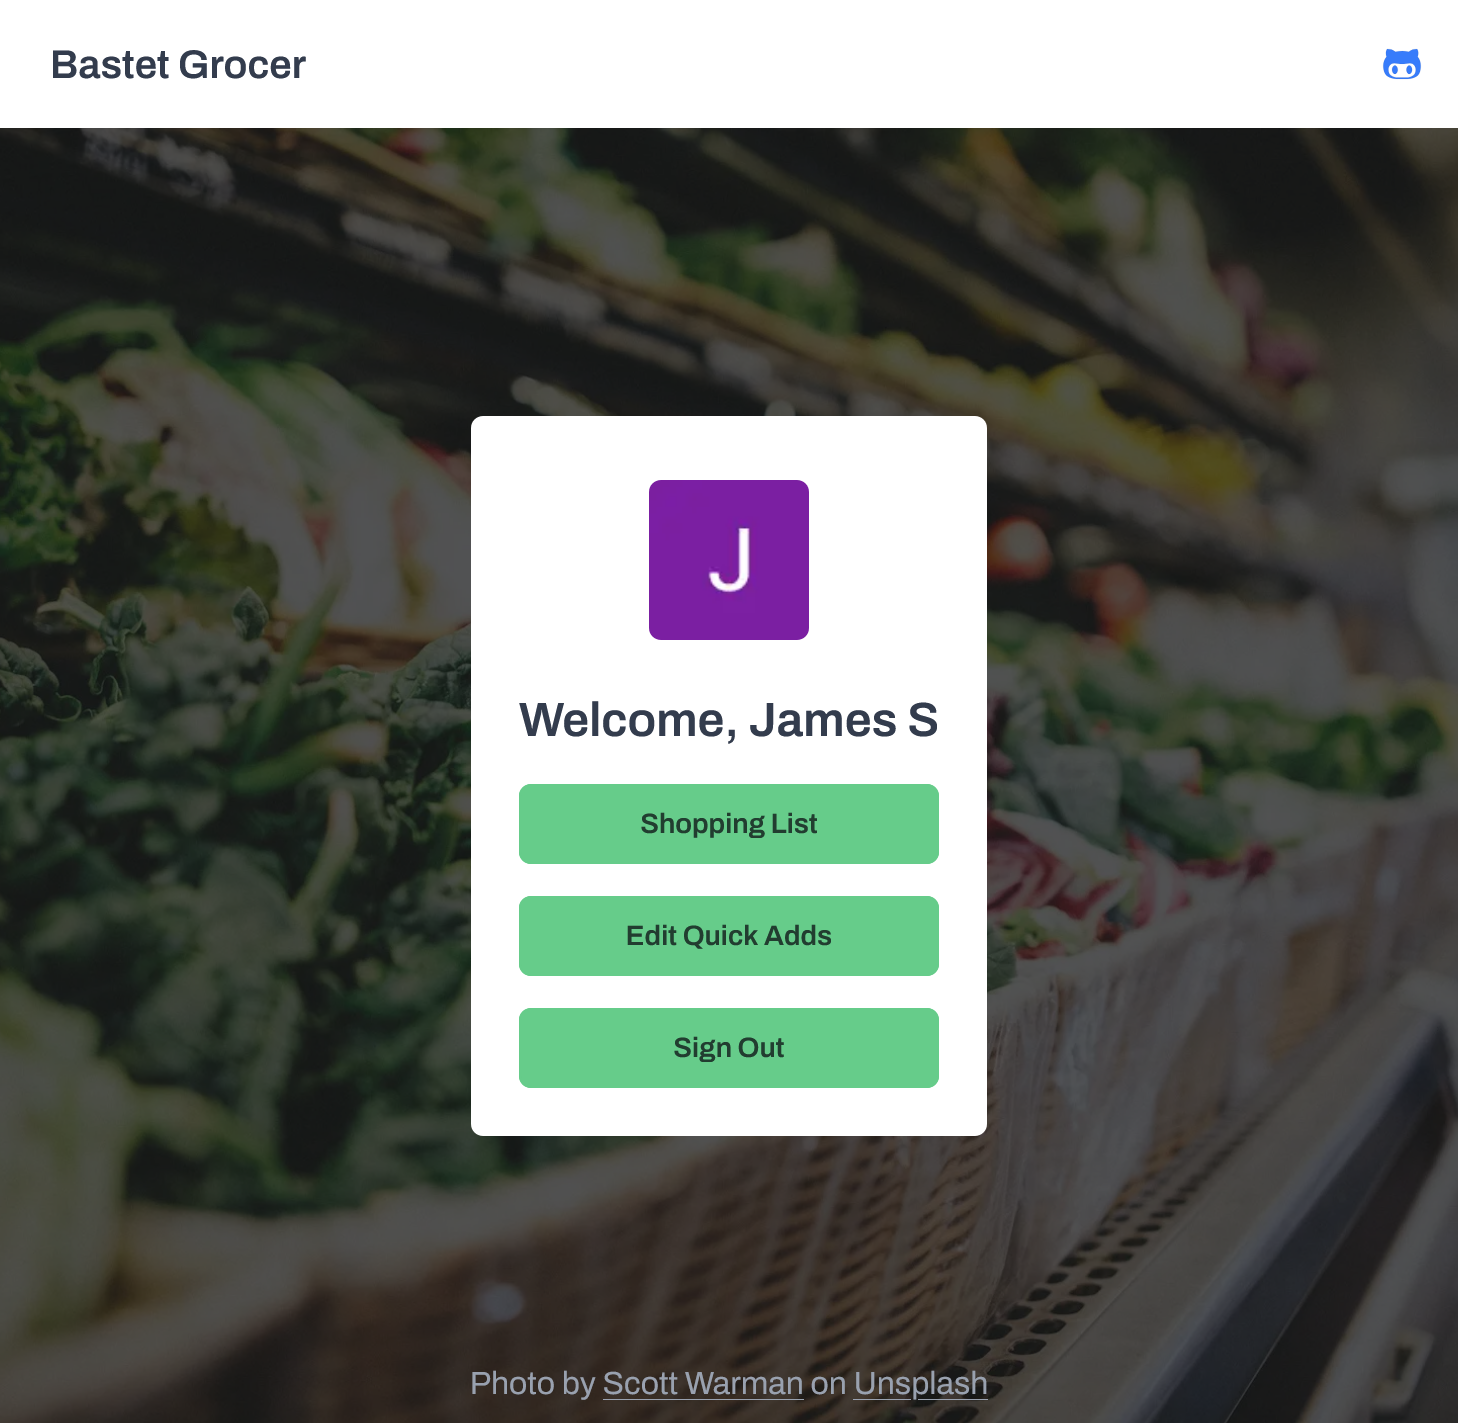 Bastet Grocer
J
Welcome, James S
Shopping List
Edit Quick Adds
Sign Out
Photo by Scott Warman on Unsplash